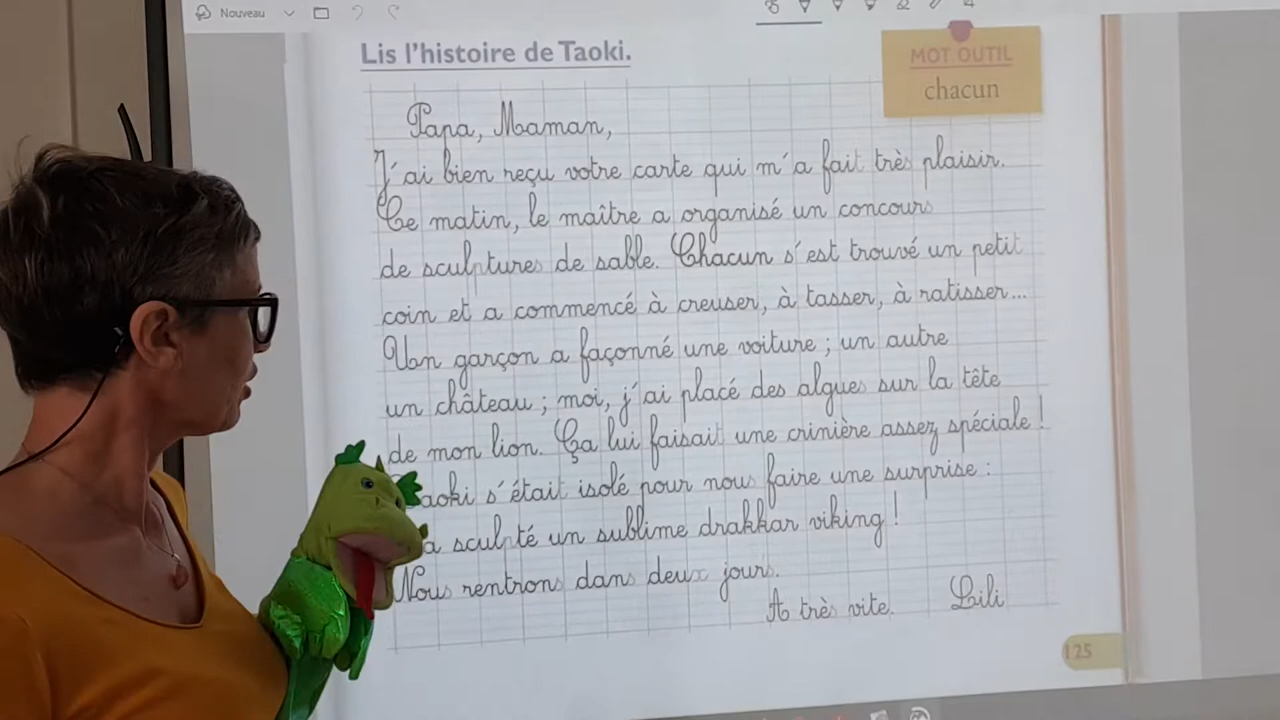 Nouveau
Lis l'histoire de Taoki.
MOT OUTIL
chacun
Papa, Maman,
J'ai bien reçu votre carte qui m'a fait très plaisir.
Ce matin, le maître a organisé un concours
de sculptures de sable. Chacun s'est trouvé un petit
coin et a commencé à creuser, à tasser, à ratisser...
Un garçon a façonné une voiture ; un autre
un château ; moi, j'ai placé des algues sur la tête
de mon lion. Ça lui faisait une crinière assez spéciale !
aoki s'était isolé pour nous faire une surprise :
a sculpté un sublime drakkar viking !
Nous rentrons dans deux jours.
A très vite. Lili
125